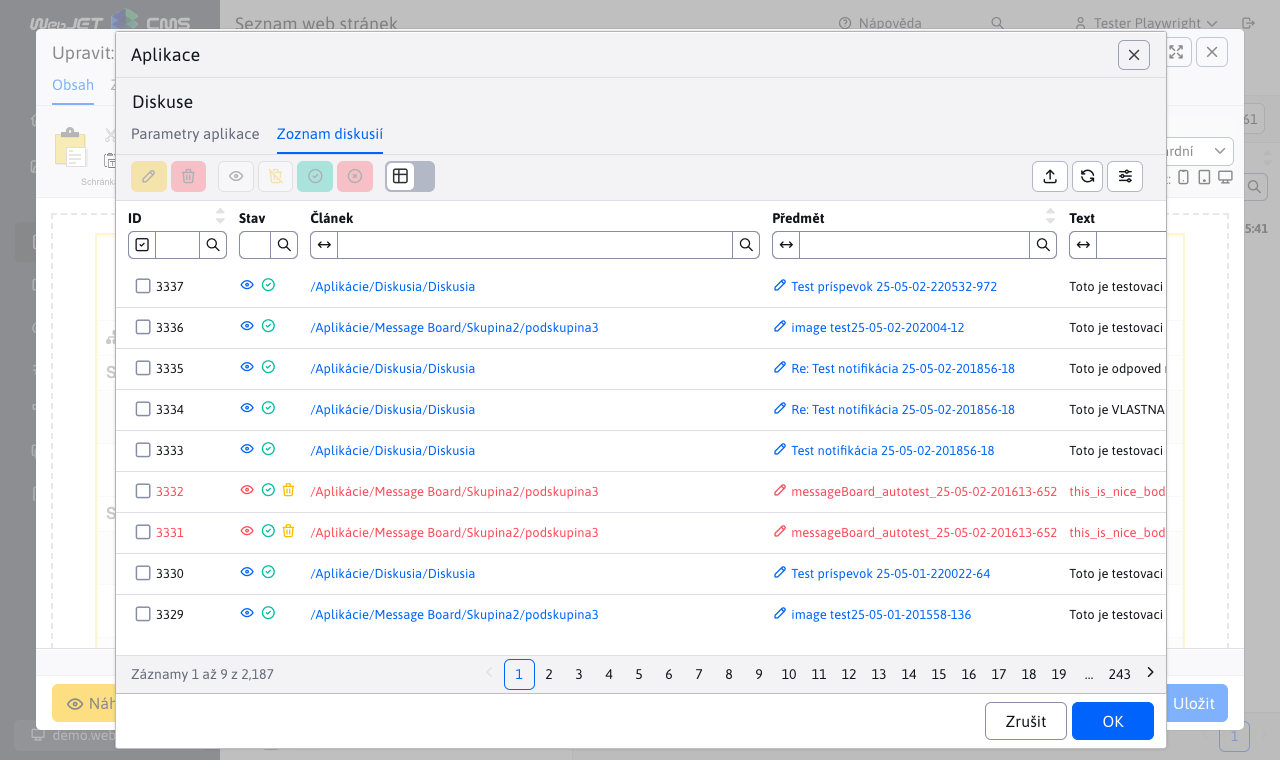 WebJET CMS
Seznam web stránek
Nápověda
Tester Playwright
Upravit:
Obsah
Aplikace
Diskuse
Parametry aplikace
Zoznam diskusií
61
Schránka
5:41
ID
Stav
Článek
Předmět
Text
3337
/Aplikácie/Diskusia/Diskusia
Test príspevok 25-05-02-220532-972
Toto je testovaci
3336
/Aplikácie/Message Board/Skupina2/podskupina3
image test25-05-02-202004-12
Toto je testovaci
3335
/Aplikácie/Diskusia/Diskusia
Re: Test notifikácia 25-05-02-201856-18
Toto je odpoved
3334
/Aplikácie/Diskusia/Diskusia
Re: Test notifikácia 25-05-02-201856-18
Toto je VLASTNA
3333
/Aplikácie/Diskusia/Diskusia
Test notifikácia 25-05-02-201856-18
3332
/Aplikácie/Message Board/Skupina2/podskupina3
messageBoard_autotest_25-05-02-201613-652
this_is_nice_bod
3331
/Aplikácie/Message Board/Skupina2/podskupina3
messageBoard_autotest_25-05-02-201613-652
this_is_nice_bod
3330
/Aplikácie/Diskusia/Diskusia
Test príspevok 25-05-01-220022-64
Toto je testovaci
3329
/Aplikácie/Message Board/Skupina2/podskupina3
image test25-05-01-201558-136
Toto je testovaci
Záznamy 1 až 9 z 2,187
1 2 3 4 5 6 7 8 9 10 11 12 13 14 15 16 17 18 19 … 243
Náh
Zrušit
OK
Uložit
demo.web
1